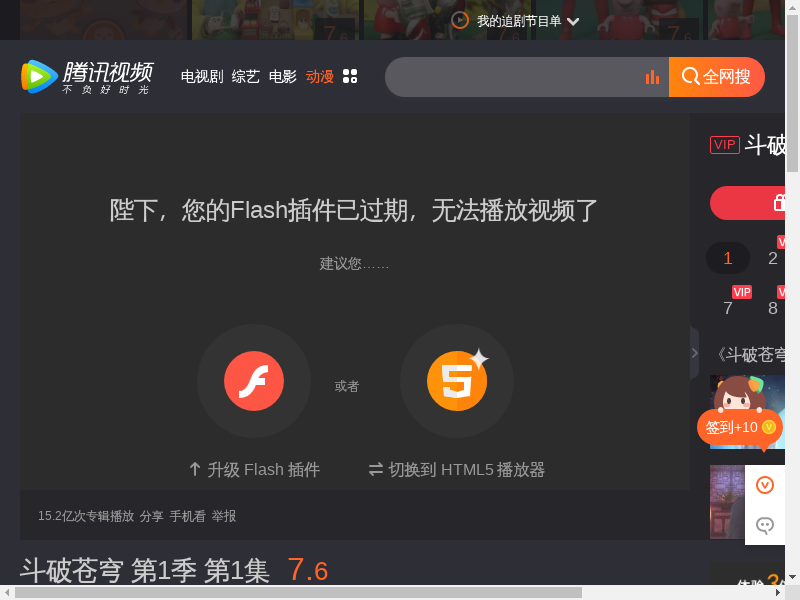 7.6
7.6
我的追剧节目单
腾讯视频
不负好时光
电视剧 综艺 电影 动漫
全网搜
陛下，您的Flash插件已过期，无法播放视频了
建议您……
或者
升级 Flash 插件
切换到 HTML5 播放器
15.2亿次专辑播放 分享 手机看 举报
斗破苍穹 第1季 第1集 7.6
VIP 斗破
1 2
VIP
7 8
《斗破苍穹
签到+10